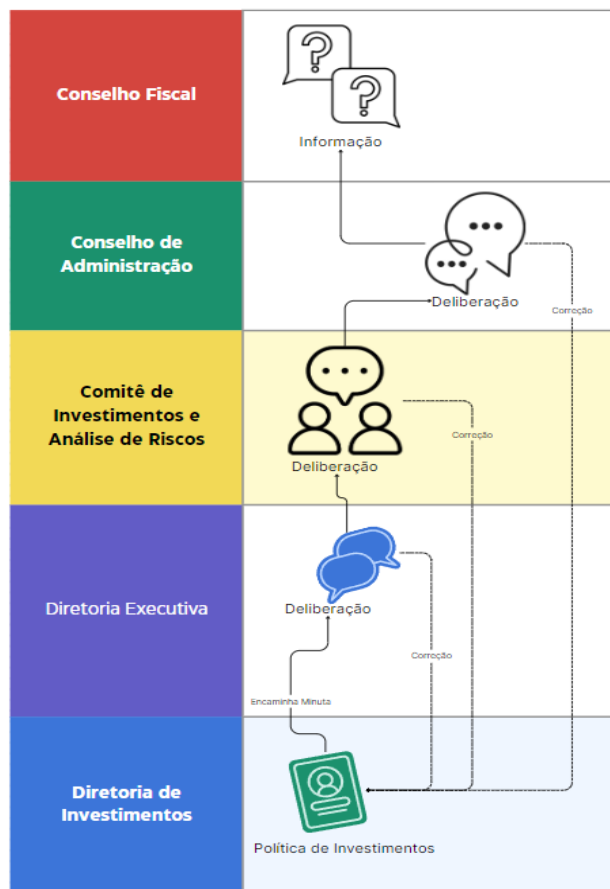 Conselho Fiscal
?
?
Informação
Conselho de
Administração
Deliberação
Correção
Comitê de
Investimentos e
Análise de Riscos
Deliberação
Correção
Diretoria Executiva
Deliberação
Correção
Encaminha Minuta
Diretoria de
Investimentos
Política de Investimentos